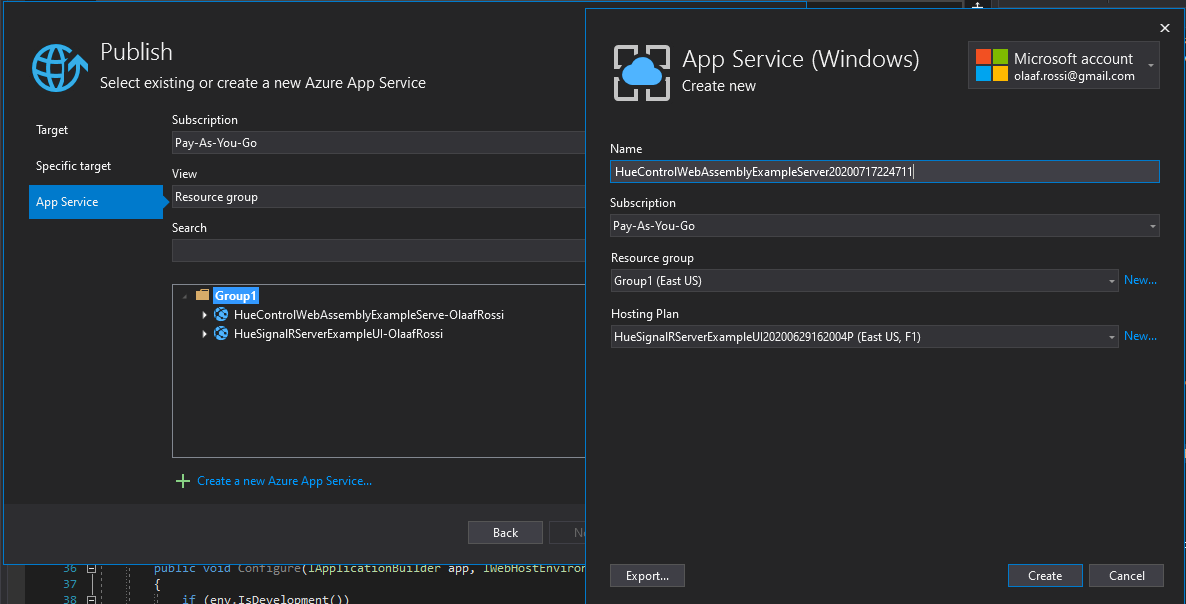 Publish
Select existing or create a new Azure App Service
Target
Specific target
App Service
Subscription
Pay-As-You-Go
View
Resource group
Search
Group1
HueControlWebAssemblyExampleServe-OlaafRossi
HueSignalRServerExampleUI-OlaafRossi
Create a new Azure App Service...
Back
App Service (Windows)
Create new
Microsoft account
olaaf.rossi@gmail.com
Name
HueControlWebAssemblyExampleServer20200717224711
Subscription
Pay-As-You-Go
Resource group
Group1 (East US)
New...
Hosting Plan
HueSignalRServerExampleUI20200629162004P (East US, F1)
New...
Export...
Create
Cancel
36 public void Configure(IApplicationBuilder app, IWebHostEnviron
37 {
38 if (env.IsDevelopment())